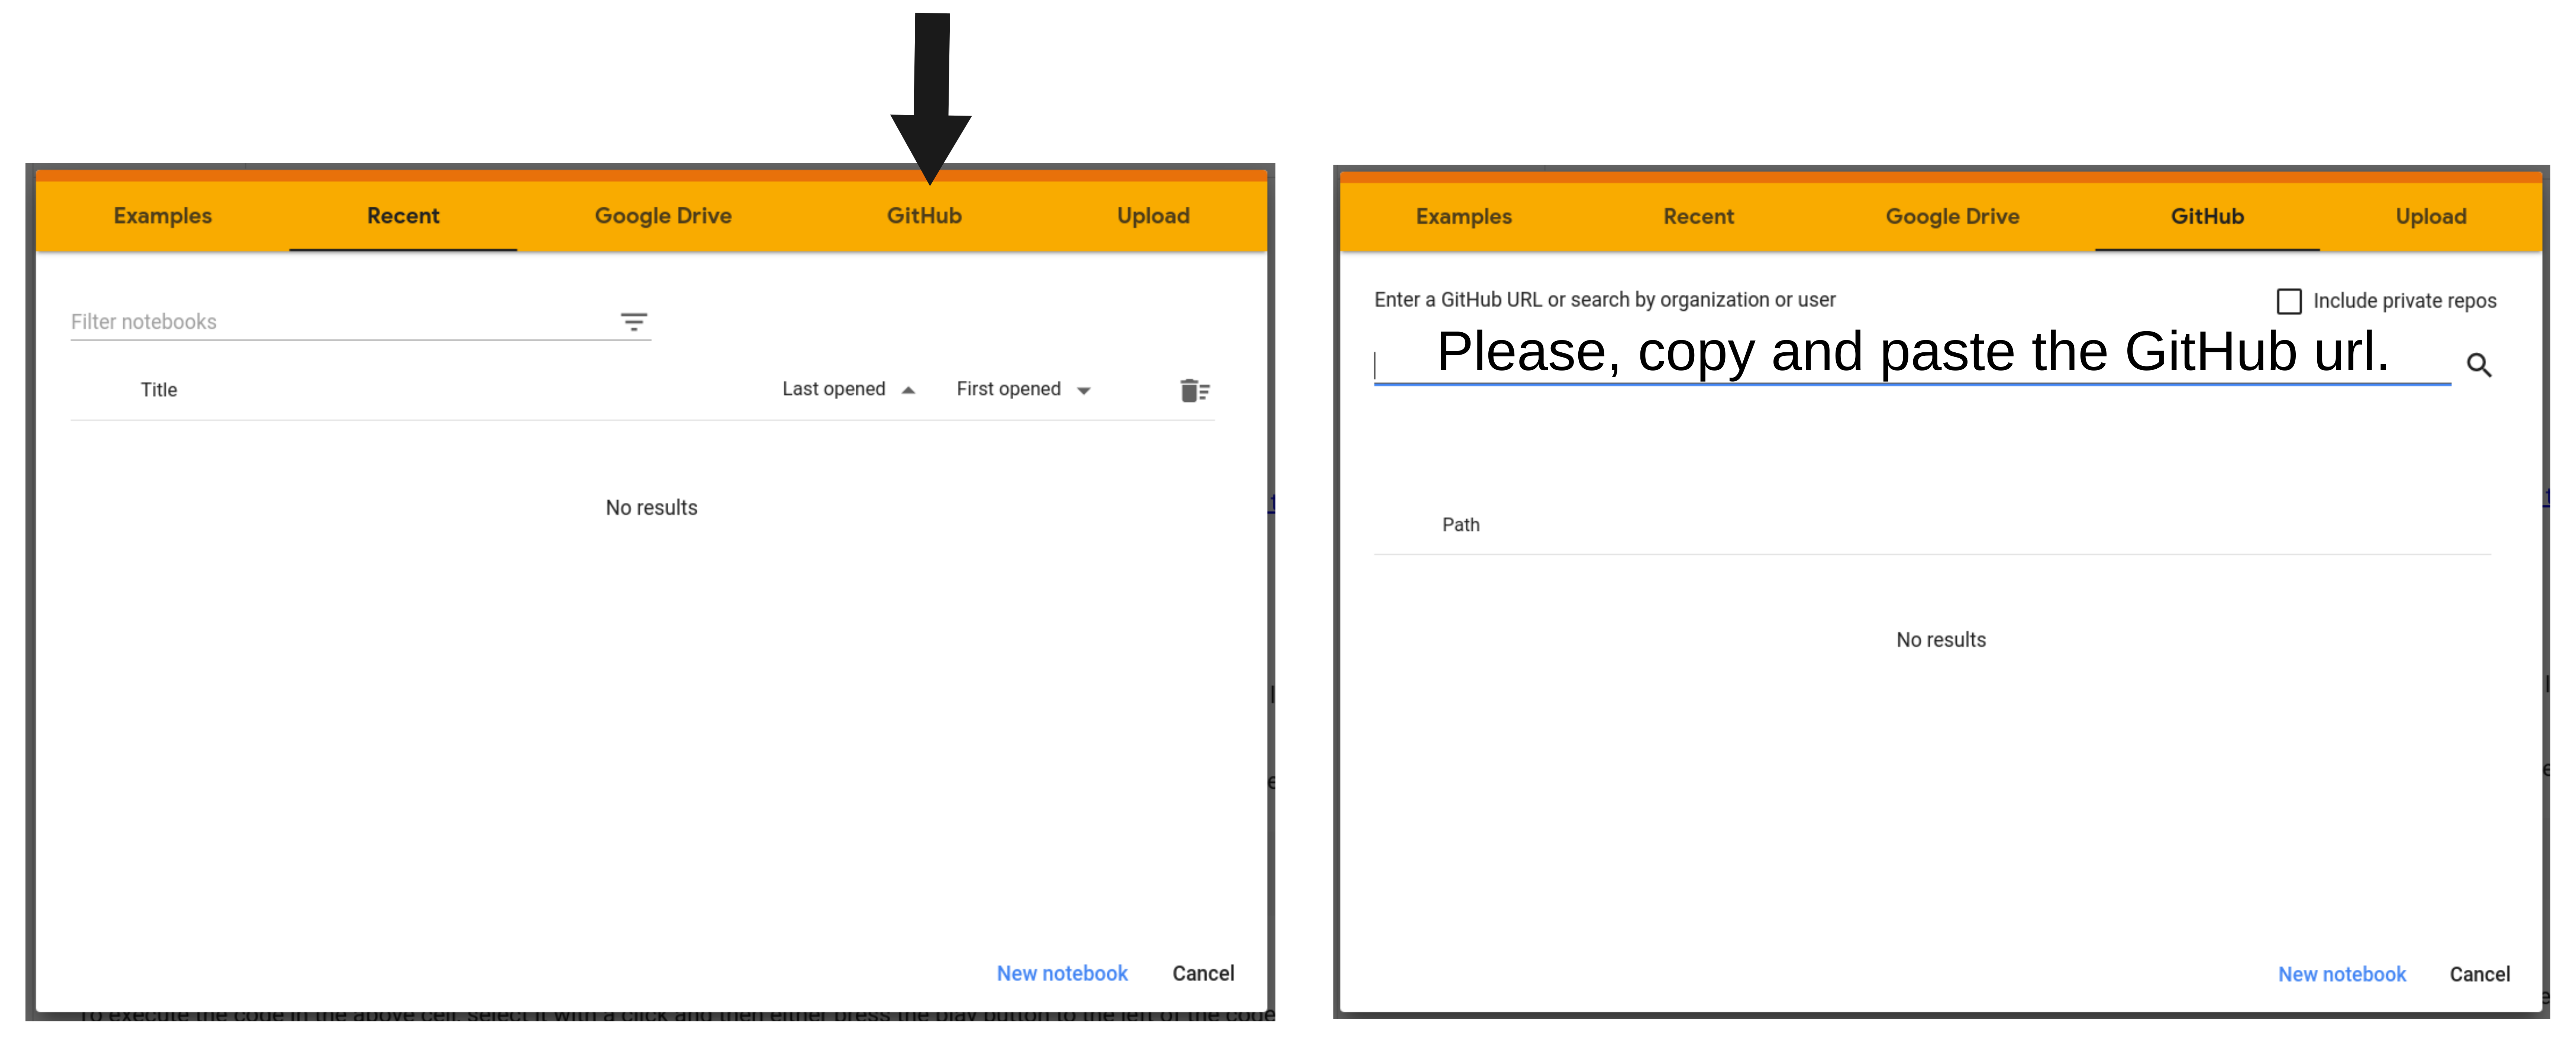 Examples Recent Google Drive GitHub Upload
Filter notebooks
Title Last opened First opened
No results
New notebook Cancel
To execute the code in the above cell, select it with a click and then either press the play button to the left of the code
Examples Recent Google Drive GitHub Upload
Enter a GitHub URL or search by organization or user Include private repos
Please, copy and paste the GitHub url.
Path
No results
New notebook Cancel